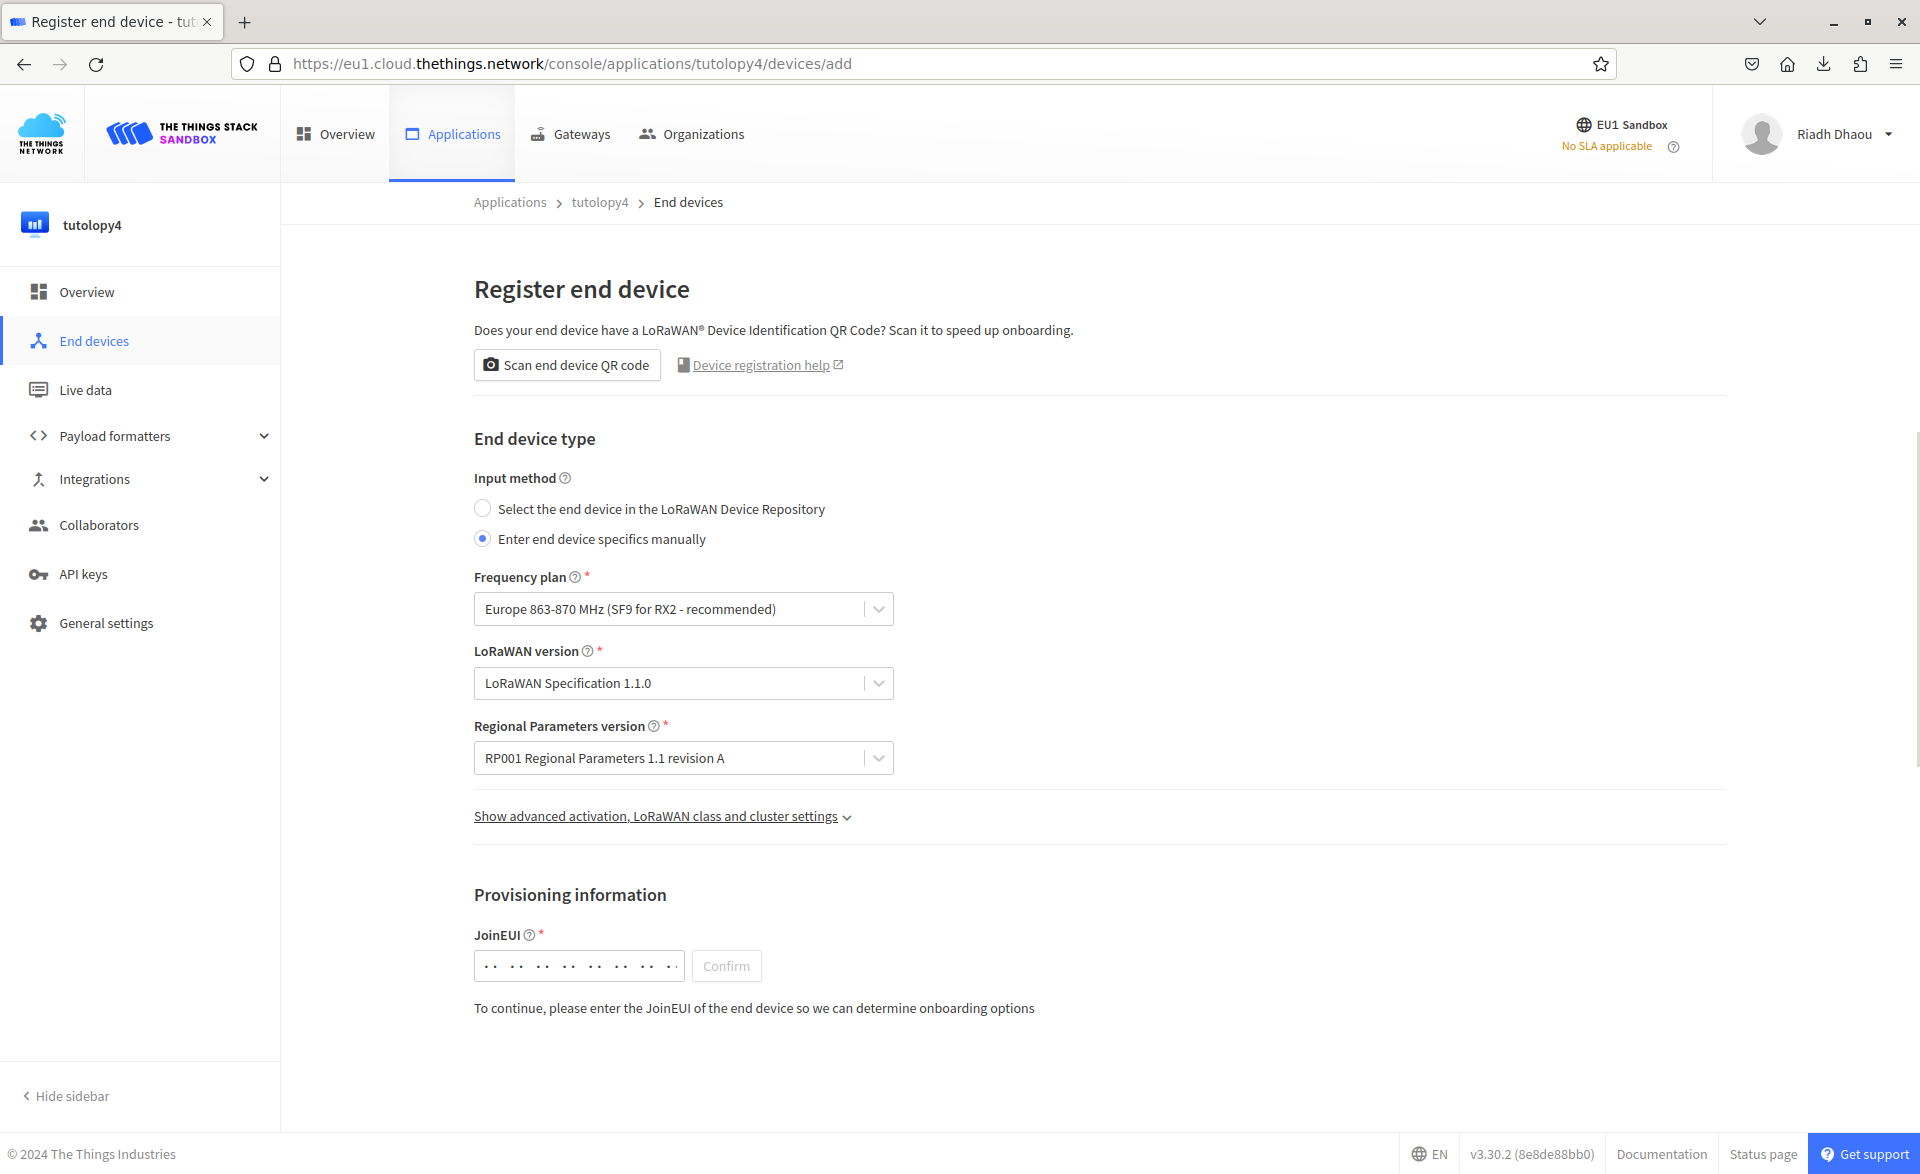 Register end device - tut
https://eu1.cloud.thethings.network/console/applications/tutolopy4/devices/add
THE THINGS NETWORK
THE THINGS STACK
SANDBOX
Overview
Applications
Gateways
Organizations
EU1 Sandbox
No SLA applicable
Riadh Dhaou
Applications
tutolopy4
End devices
tutolopy4
Overview
End devices
Live data
Payload formatters
Integrations
Collaborators
API keys
General settings
Hide sidebar
Register end device
Does your end device have a LoRaWAN® Device Identification QR Code? Scan it to speed up onboarding.
Scan end device QR code
Device registration help
End device type
Input method
Select the end device in the LoRaWAN Device Repository
Enter end device specifics manually
Frequency plan *
Europe 863-870 MHz (SF9 for RX2 - recommended)
LoRaWAN version *
LoRaWAN Specification 1.1.0
Regional Parameters version *
RP001 Regional Parameters 1.1 revision A
Show advanced activation, LoRaWAN class and cluster settings
Provisioning information
JoinEUI *
·· ·· ·· ·· ·· ·· ·· ··
Confirm
To continue, please enter the JoinEUI of the end device so we can determine onboarding options
© 2024 The Things Industries
EN
v3.30.2 (8e8de88bb0)
Documentation
Status page
Get support